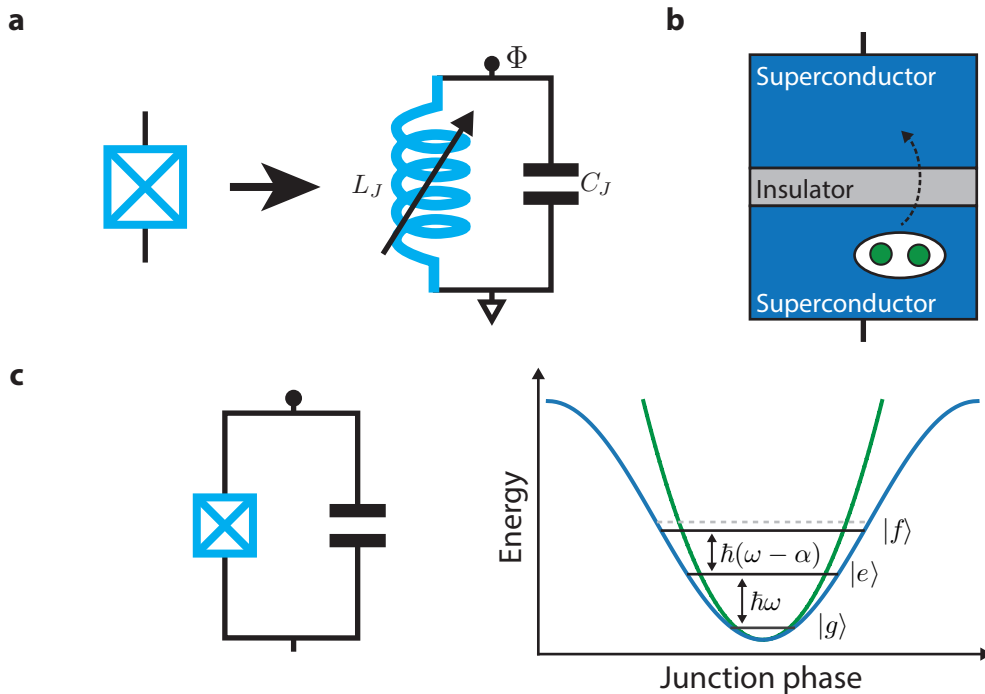 a
Φ
L_J
C_J
b
Superconductor
Insulator
Superconductor
c
Energy
|f⟩
ħ(ω − α)
|e⟩
ħω
|g⟩
Junction phase